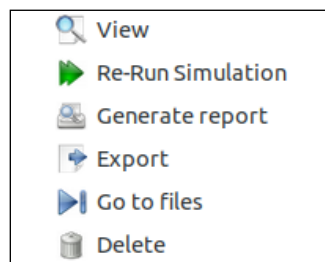 View
Re-Run Simulation
Generate report
Export
Go to files
Delete